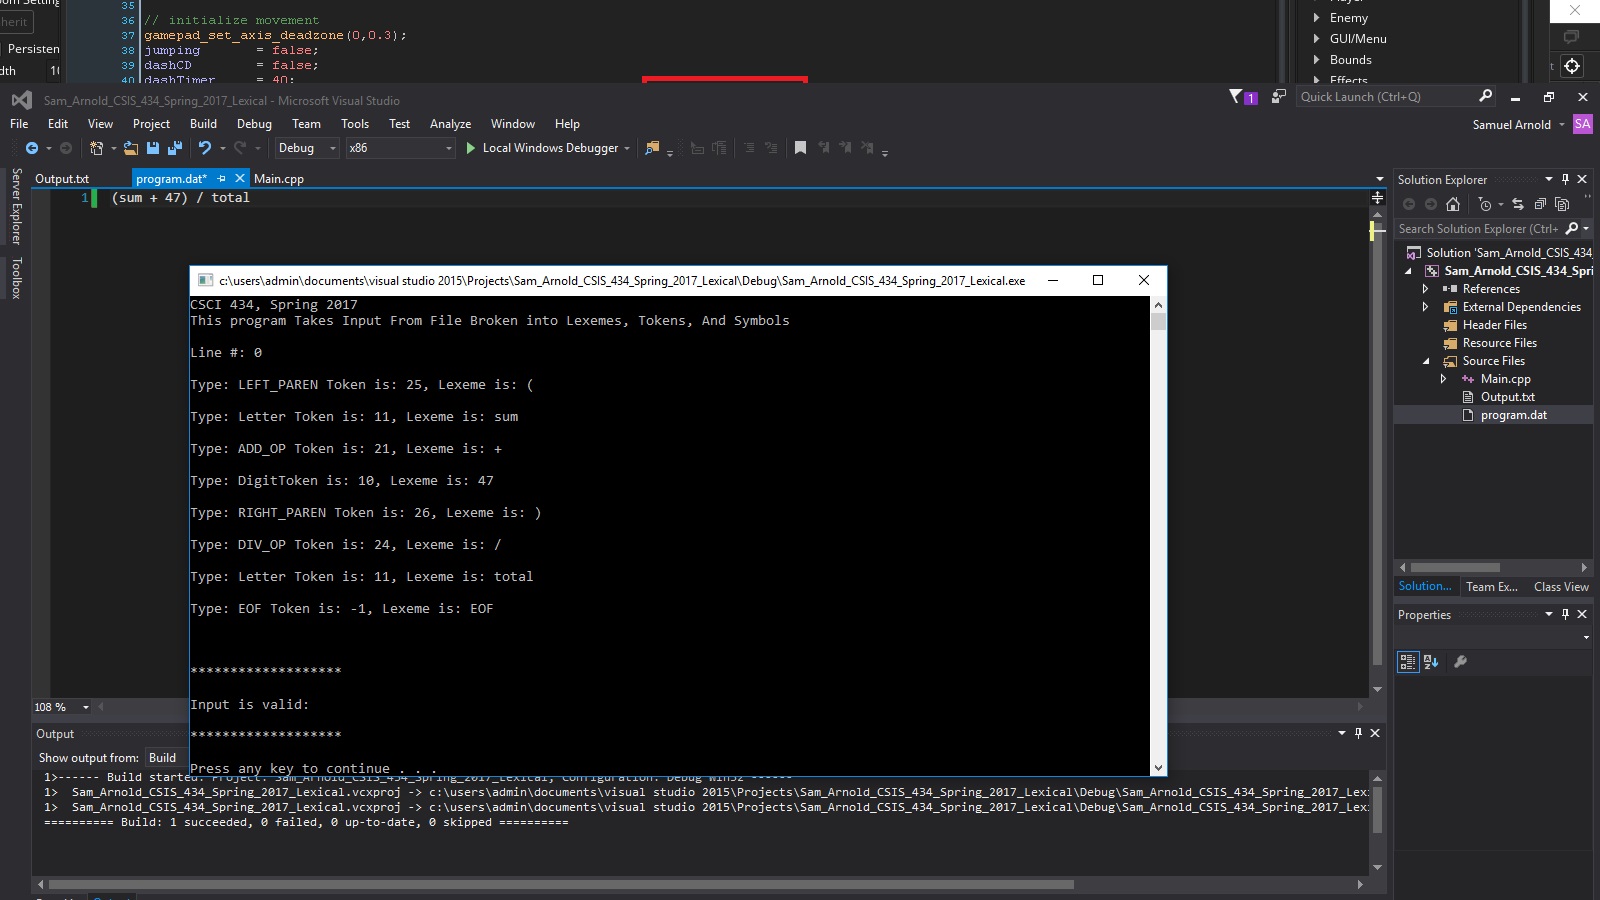 oom Setting
35
herit
36 // initialize movement
37 gamepad_set_axis_deadzone(0,0.3);
38 jumping = false;
39 dashCD = false;
40 dashTimer = 40;
Persisten
dth 10
Enemy
GUI/Menu
Bounds
Effects
t
Sam_Arnold_CSIS_434_Spring_2017_Lexical - Microsoft Visual Studio
1
Quick Launch (Ctrl+Q)
File Edit View Project Build Debug Team Tools Test Analyze Window Help
Samuel Arnold SA
Debug x86 Local Windows Debugger
Server Explorer
Toolbox
Output.txt program.dat* Main.cpp
1 (sum + 47) / total
c:\users\admin\documents\visual studio 2015\Projects\Sam_Arnold_CSIS_434_Spring_2017_Lexical\Debug\Sam_Arnold_CSIS_434_Spring_2017_Lexical.exe
CSCI 434, Spring 2017
This program Takes Input From File Broken into Lexemes, Tokens, And Symbols
Line #: 0
Type: LEFT_PAREN Token is: 25, Lexeme is: (
Type: Letter Token is: 11, Lexeme is: sum
Type: ADD_OP Token is: 21, Lexeme is: +
Type: DigitToken is: 10, Lexeme is: 47
Type: RIGHT_PAREN Token is: 26, Lexeme is: )
Type: DIV_OP Token is: 24, Lexeme is: /
Type: Letter Token is: 11, Lexeme is: total
Type: EOF Token is: -1, Lexeme is: EOF
*******************
Input is valid:
*******************
Press any key to continue . . .
Solution Explorer
Search Solution Explorer (Ctrl+
Solution 'Sam_Arnold_CSIS_434_
Sam_Arnold_CSIS_434_Spri
References
External Dependencies
Header Files
Resource Files
Source Files
Main.cpp
Output.txt
program.dat
Solution... Team Ex... Class View
Properties
108 %
Output
Show output from: Build
1>------ Build started: Project: Sam_Arnold_CSIS_434_Spring_2017_Lexical, Configuration: Debug Win32 ------
1> Sam_Arnold_CSIS_434_Spring_2017_Lexical.vcxproj -> c:\users\admin\documents\visual studio 2015\Projects\Sam_Arnold_CSIS_434_Spring_2017_Lexical\Debug\Sam_Arnold_CSIS_434_Spring_2017_Lexi
1> Sam_Arnold_CSIS_434_Spring_2017_Lexical.vcxproj -> c:\users\admin\documents\visual studio 2015\Projects\Sam_Arnold_CSIS_434_Spring_2017_Lexical\Debug\Sam_Arnold_CSIS_434_Spring_2017_Lexi
========== Build: 1 succeeded, 0 failed, 0 up-to-date, 0 skipped ==========